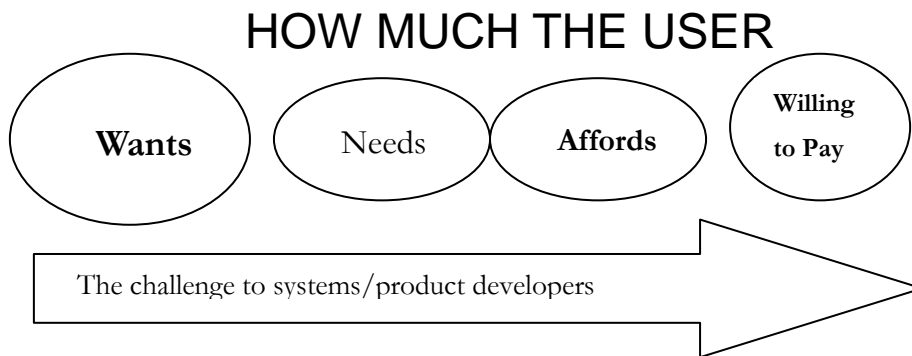 HOW MUCH THE USER
Wants
Needs
Affords
Willing
to Pay
The challenge to systems/product developers